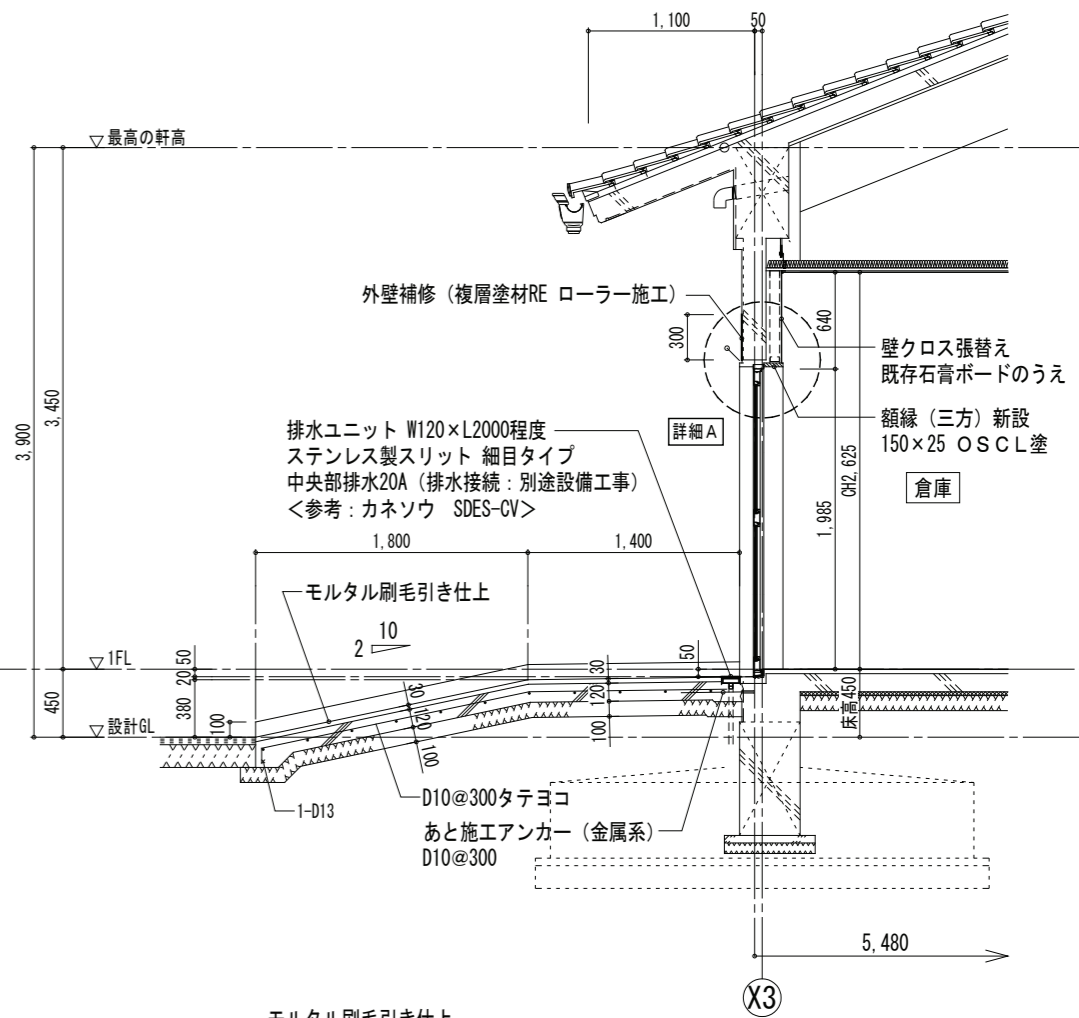 1,100
50
最高の軒高
外壁補修（複層塗材RE ローラー施工）
300
640
壁クロス張替え
既存石膏ボードのうえ
額縁（三方）新設
150×25 ＯＳＣＬ塗
詳細Ａ
倉庫
3,900
3,450
排水ユニット W120×L2000程度
ステンレス製スリット 細目タイプ
中央部排水20A（排水接続：別途設備工事）
＜参考：カネソウ SDES-CV＞
1,985
CH2,625
1,800
1,400
モルタル刷毛引き仕上
10
2
1FL
50
20
380
100
450
設計GL
30
120
100
30
120
100
50
床高450
1-D13
D10@300タテヨコ
あと施工アンカー（金属系）
D10@300
5,480
X3